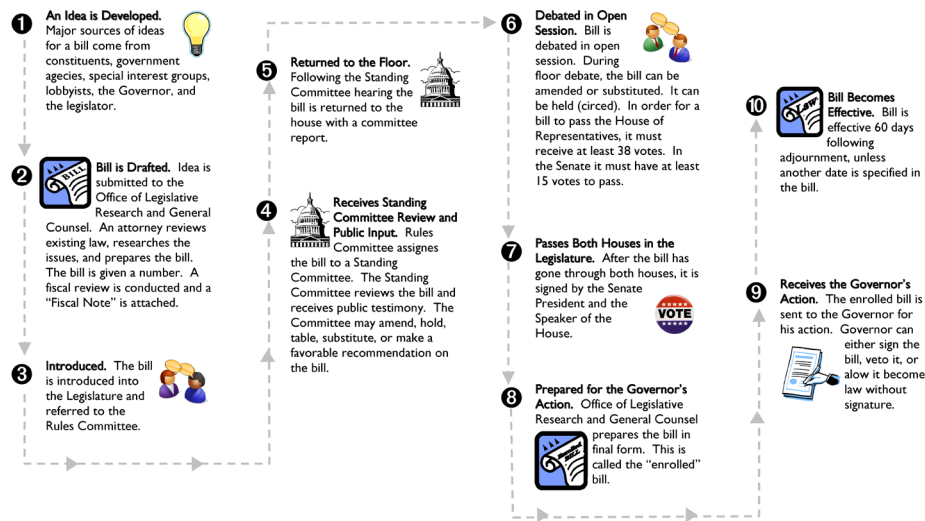 1
An Idea is Developed.
Major sources of ideas
for a bill come from
constituents, government
agecies, special interest groups,
lobbyists, the Governor, and
the legislator.
2
BILL
Bill is Drafted. Idea is
submitted to the
Office of Legislative
Research and General
Counsel. An attorney reviews
existing law, researches the
issues, and prepares the bill.
The bill is given a number. A
fiscal review is conducted and a
“Fiscal Note” is attached.
3
Introduced. The bill
is introduced into
the Legislature and
referred to the
Rules Committee.
4
Receives Standing
Committee Review and
Public Input. Rules
Committee assignes
the bill to a Standing
Committee. The Standing
Committee reviews the bill and
receives public testimony. The
Committee may amend, hold,
table, substitute, or make a
favorable recommendation on
the bill.
5
Returned to the Floor.
Following the Standing
Committee hearing the
bill is returned to the
house with a committee
report.
6
Debated in Open
Session. Bill is
debated in open
session. During
floor debate, the bill can be
amended or substituted. It can
be held (circed). In order for a
bill to pass the House of
Representatives, it must
receive at least 38 votes. In
the Senate it must have at least
15 votes to pass.
7
Passes Both Houses in the
Legislature. After the bill has
gone through both houses, it is
signed by the Senate
President and the
Speaker of the
House.
VOTE
8
Prepared for the Governor’s
Action. Office of Legislative
Research and General Counsel
prepares the bill in
final form. This is
called the “enrolled”
bill.
Enrolled
BILL
9
Receives the Governor’s
Action. The enrolled bill is
sent to the Governor for
his action. Governor can
either sign the
bill, veto it, or
alow it become
law without
signature.
10
Law
Bill Becomes
Effective. Bill is
effective 60 days
following
adjournment, unless
another date is specified in
the bill.